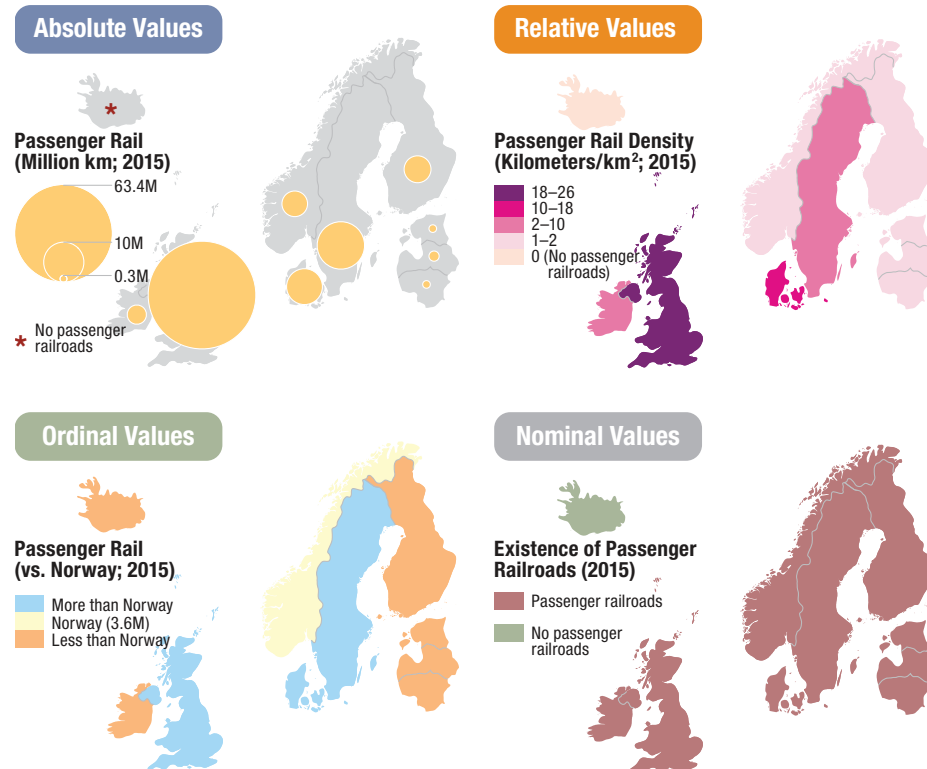 Absolute Values
*
Passenger Rail
(Million km; 2015)
63.4M
10M
0.3M
* No passenger
railroads
Relative Values
Passenger Rail Density
(Kilometers/km²; 2015)
18–26
10–18
2–10
1–2
0 (No passenger
railroads)
Ordinal Values
Passenger Rail
(vs. Norway; 2015)
More than Norway
Norway (3.6M)
Less than Norway
Nominal Values
Existence of Passenger
Railroads (2015)
Passenger railroads
No passenger
railroads